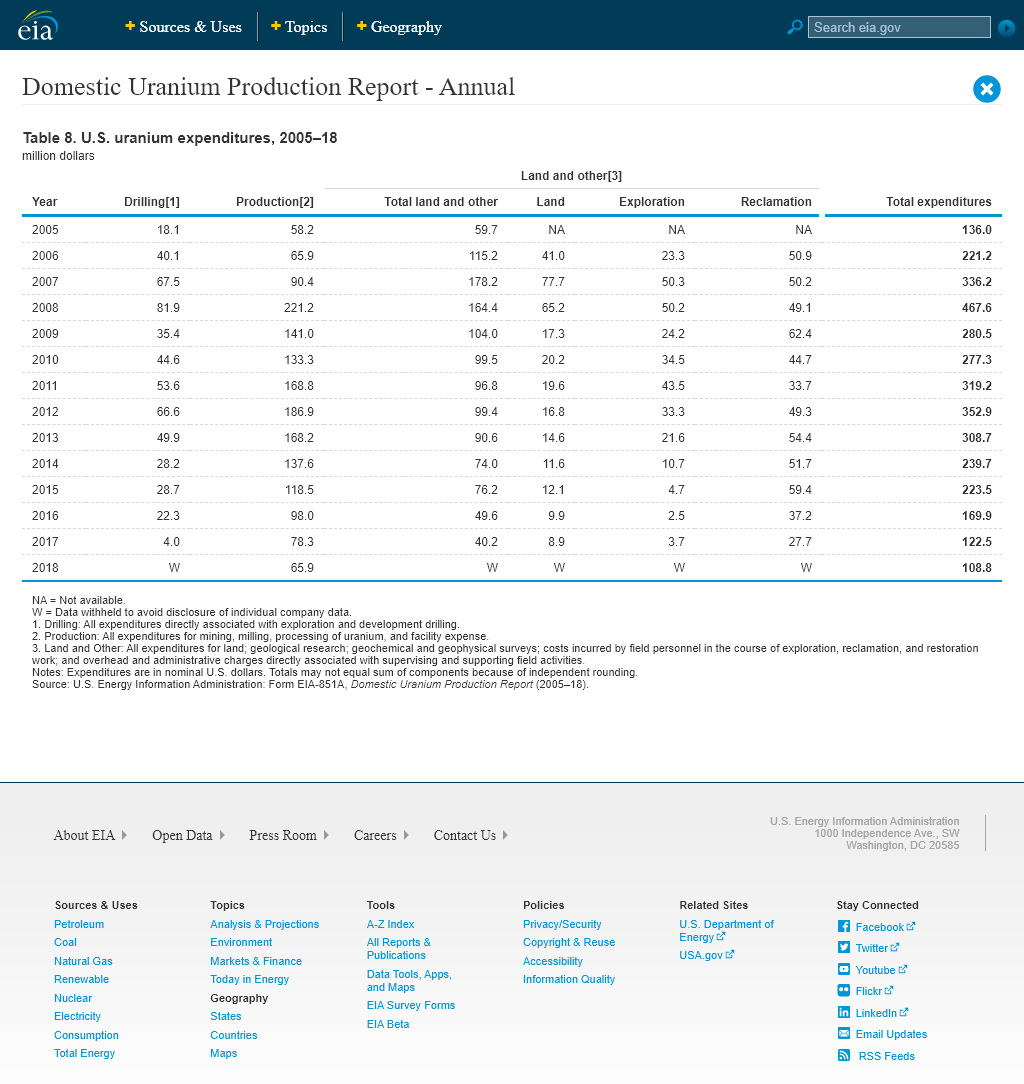 eia
Sources & Uses
Topics
Geography
Search eia.gov
Domestic Uranium Production Report - Annual
Table 8. U.S. uranium expenditures, 2005–18
million dollars
Land and other[3]
Year Drilling[1] Production[2] Total land and other Land Exploration Reclamation Total expenditures
2005 18.1 58.2 59.7 NA NA NA 136.0
2006 40.1 65.9 115.2 41.0 23.3 50.9 221.2
2007 67.5 90.4 178.2 77.7 50.3 50.2 336.2
2008 81.9 221.2 164.4 65.2 50.2 49.1 467.6
2009 35.4 141.0 104.0 17.3 24.2 62.4 280.5
2010 44.6 133.3 99.5 20.2 34.5 44.7 277.3
2011 53.6 168.8 96.8 19.6 43.5 33.7 319.2
2012 66.6 186.9 99.4 16.8 33.3 49.3 352.9
2013 49.9 168.2 90.6 14.6 21.6 54.4 308.7
2014 28.2 137.6 74.0 11.6 10.7 51.7 239.7
2015 28.7 118.5 76.2 12.1 4.7 59.4 223.5
2016 22.3 98.0 49.6 9.9 2.5 37.2 169.9
2017 4.0 78.3 40.2 8.9 3.7 27.7 122.5
2018 W 65.9 W W W W 108.8
NA = Not available.
W = Data withheld to avoid disclosure of individual company data.
1. Drilling: All expenditures directly associated with exploration and development drilling.
2. Production: All expenditures for mining, milling, processing of uranium, and facility expense.
3. Land and Other: All expenditures for land; geological research; geochemical and geophysical surveys; costs incurred by field personnel in the course of exploration, reclamation, and restoration
work; and overhead and administrative charges directly associated with supervising and supporting field activities.
Notes: Expenditures are in nominal U.S. dollars. Totals may not equal sum of components because of independent rounding.
Source: U.S. Energy Information Administration: Form EIA-851A, Domestic Uranium Production Report (2005–18).
About EIA
Open Data
Press Room
Careers
Contact Us
U.S. Energy Information Administration
1000 Independence Ave., SW
Washington, DC 20585
Sources & Uses
Petroleum
Coal
Natural Gas
Renewable
Nuclear
Electricity
Consumption
Total Energy
Topics
Analysis & Projections
Environment
Markets & Finance
Today in Energy
Geography
States
Countries
Maps
Tools
A-Z Index
All Reports &
Publications
Data Tools, Apps,
and Maps
EIA Survey Forms
EIA Beta
Policies
Privacy/Security
Copyright & Reuse
Accessibility
Information Quality
Related Sites
U.S. Department of
Energy
USA.gov
Stay Connected
Facebook
Twitter
Youtube
Flickr
LinkedIn
Email Updates
RSS Feeds